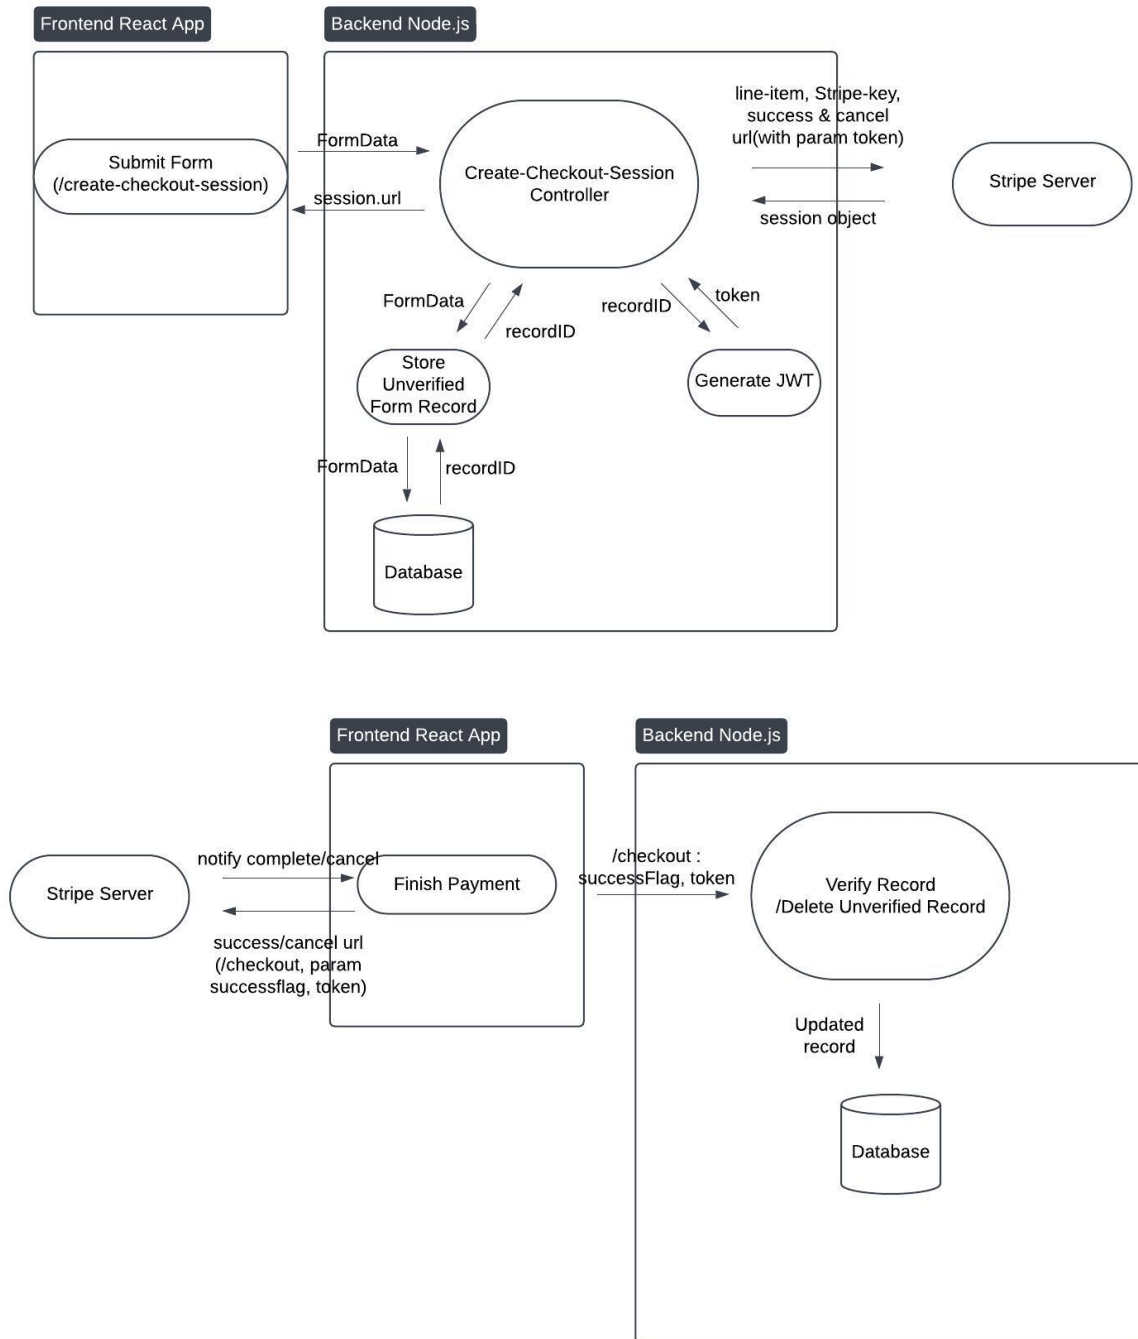 Frontend React App
Backend Node.js
Submit Form
(/create-checkout-session)
FormData
session.url
Create-Checkout-Session
Controller
line-item, Stripe-key,
success & cancel
url(with param token)
session object
Stripe Server
FormData
recordID
recordID
token
Store
Unverified
Form Record
Generate JWT
FormData
recordID
Database
Frontend React App
Backend Node.js
Stripe Server
notify complete/cancel
success/cancel url
(/checkout, param
successflag, token)
Finish Payment
/checkout :
successFlag, token
Verify Record
/Delete Unverified Record
Updated
record
Database